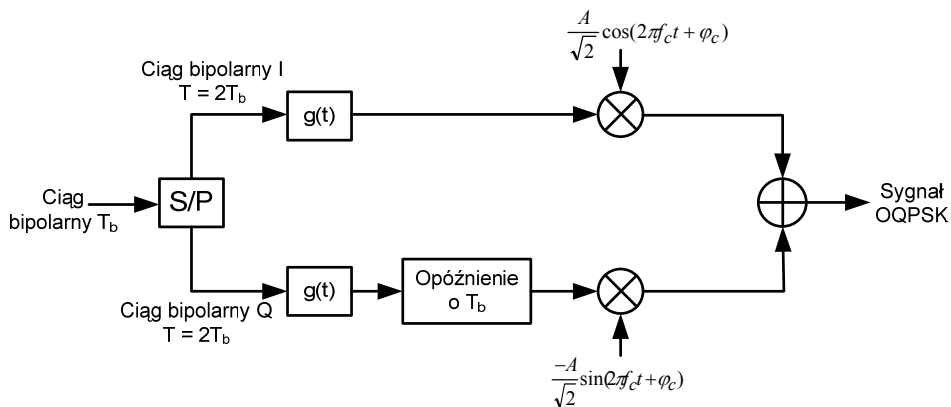 A/√2 cos(2πf_c t + φ_c)
Ciąg bipolarny I
T = 2T_b
g(t)
Ciąg
bipolarny T_b
S/P
Sygnał
OQPSK
g(t)
Opóźnienie
o T_b
Ciąg bipolarny Q
T = 2T_b
-A/√2 sin(2πf_c t + φ_c)